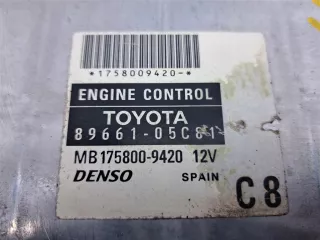 *1758009420-*
ENGINE CONTROL
TOYOTA
89661-05C81
MB175800-9420 12V
DENSO SPAIN C8